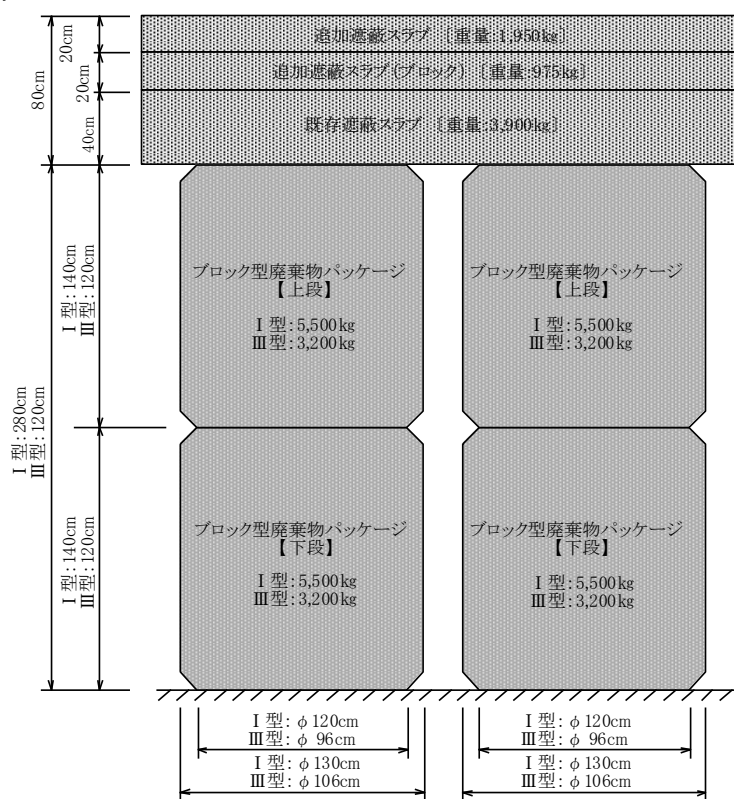 追加遮蔽スラブ 〔重量:1,950kg〕
追加遮蔽スラブ(ブロック) 〔重量:975kg〕
既存遮蔽スラブ 〔重量:3,900kg〕
80cm
20cm
20cm
40cm
Ⅰ型:280cm
Ⅲ型:120cm
Ⅰ型:140cm
Ⅲ型:120cm
Ⅰ型:140cm
Ⅲ型:120cm
ブロック型廃棄物パッケージ
【上段】
Ⅰ型:5,500kg
Ⅲ型:3,200kg
ブロック型廃棄物パッケージ
【上段】
Ⅰ型:5,500kg
Ⅲ型:3,200kg
ブロック型廃棄物パッケージ
【下段】
Ⅰ型:5,500kg
Ⅲ型:3,200kg
ブロック型廃棄物パッケージ
【下段】
Ⅰ型:5,500kg
Ⅲ型:3,200kg
Ⅰ型:φ120cm
Ⅲ型:φ 96cm
Ⅰ型:φ130cm
Ⅲ型:φ106cm
Ⅰ型:φ120cm
Ⅲ型:φ 96cm
Ⅰ型:φ130cm
Ⅲ型:φ106cm